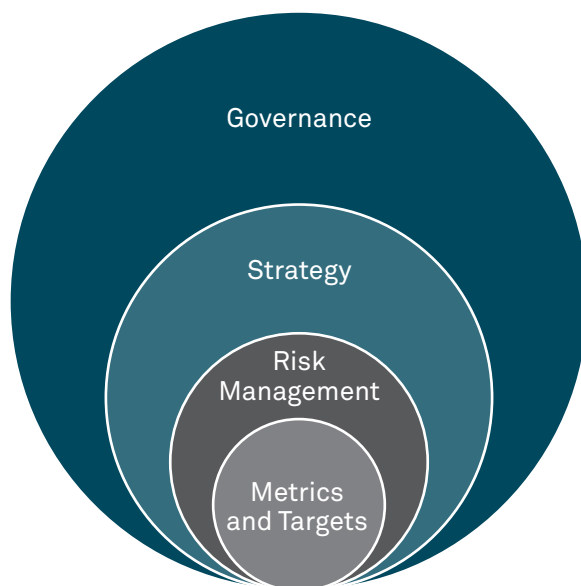 Governance
Strategy
Risk
Management
Metrics
and Targets